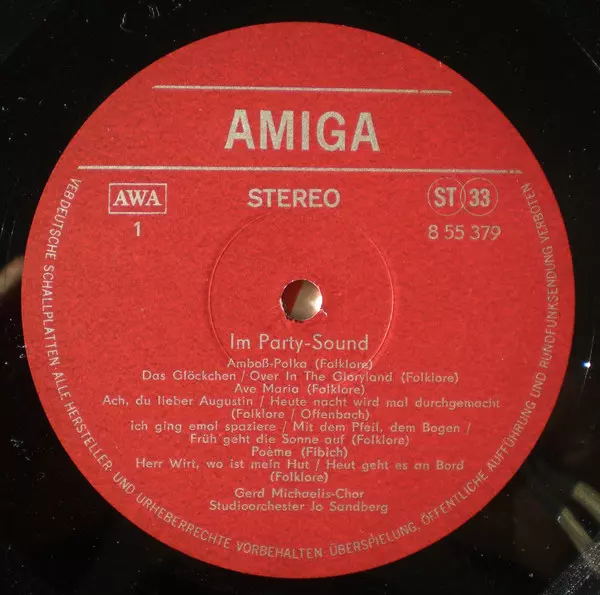 AMIGA
AWA
STEREO
ST 33
1
8 55 379
Im Party-Sound
Amboß-Polka (Folklore)
Das Glöckchen / Over In The Gloryland (Folklore)
Ave Maria (Folklore)
Ach, du lieber Augustin / Heute nacht wird mal durchgemacht
(Folklore / Offenbach)
ich ging emol spaziere / Mit dem Pfeil, dem Bogen /
Früh geht die Sonne auf (Folklore)
Poème (Fibich)
Herr Wirt, wo ist mein Hut / Heut geht es an Bord
(Folklore)
Gerd Michaelis-Chor
Studioorchester Jo Sandberg
VEB DEUTSCHE SCHALLPLATTEN ALLE HERSTELLER- UND URHEBERRECHTE VORBEHALTEN · ÜBERSPIELUNG, ÖFFENTLICHE AUFFÜHRUNG UND RUNDFUNKSENDUNG VERBOTEN